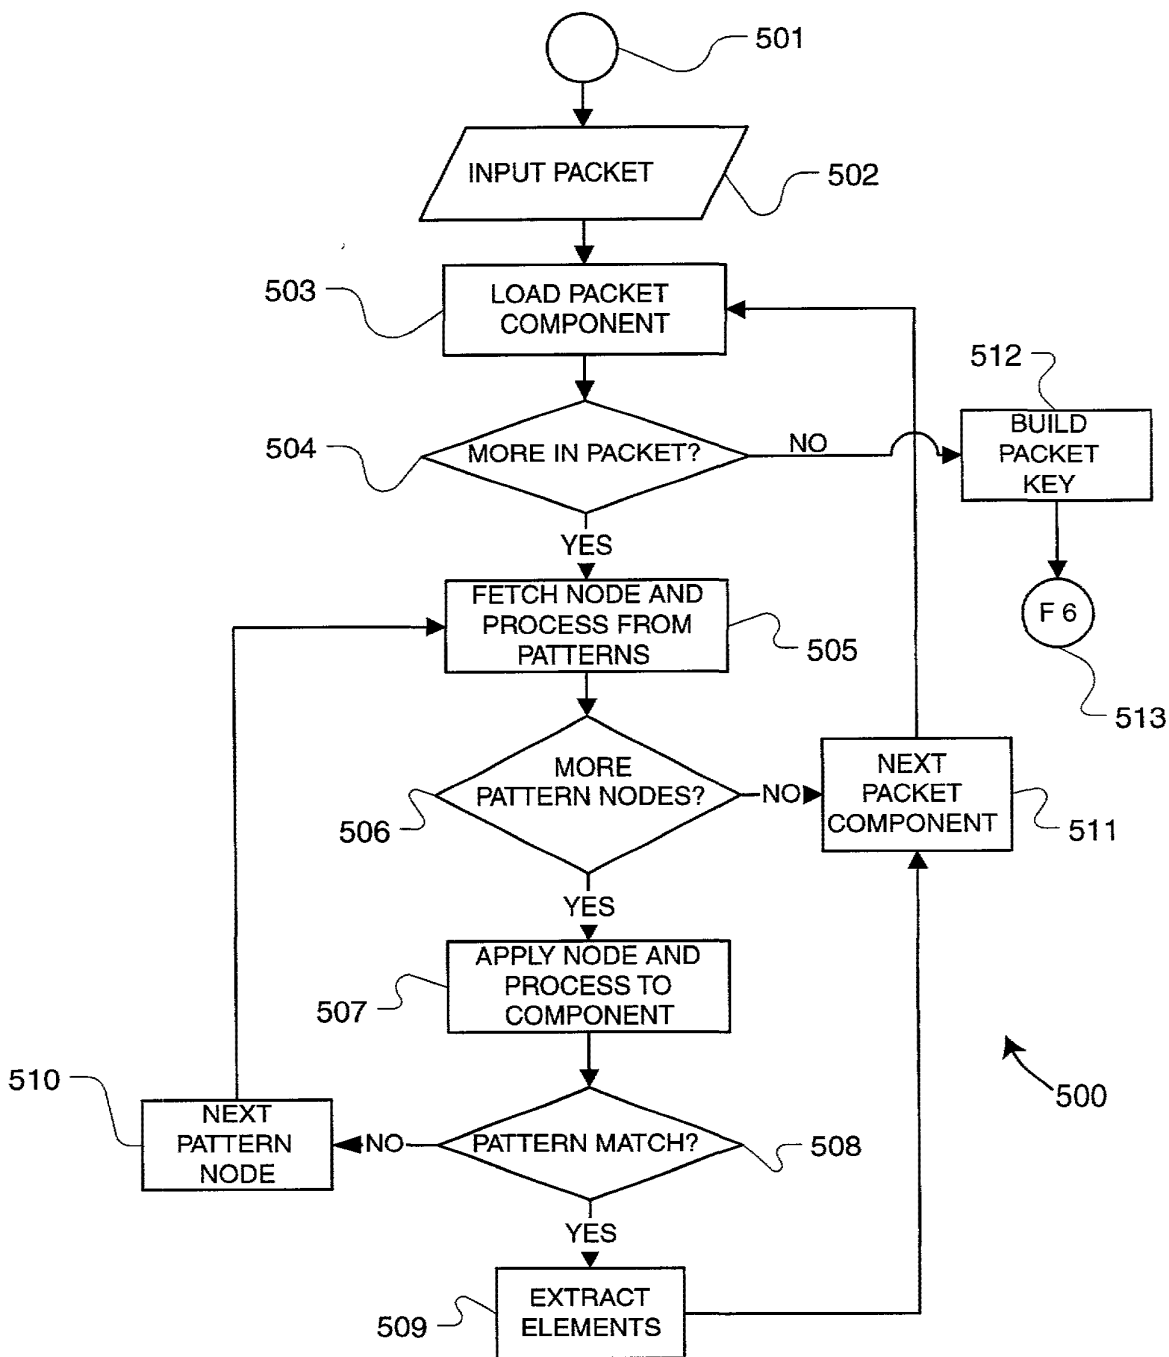 501
INPUT PACKET
502
503
LOAD PACKET
COMPONENT
512
BUILD
PACKET
KEY
504
MORE IN PACKET?
NO
YES
FETCH NODE AND
PROCESS FROM
PATTERNS
505
F 6
513
MORE
PATTERN NODES?
506
NO
NEXT
PACKET
COMPONENT
511
YES
APPLY NODE AND
PROCESS TO
COMPONENT
507
510
NEXT
PATTERN
NODE
NO
PATTERN MATCH?
508
500
YES
EXTRACT
ELEMENTS
509